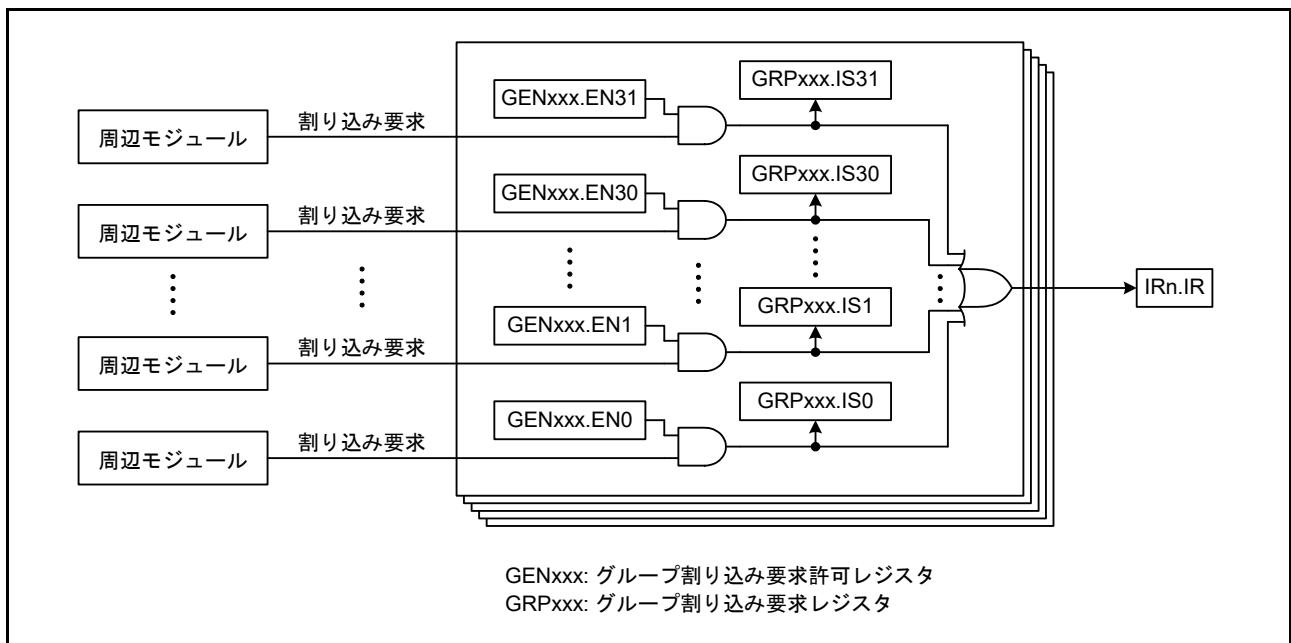 GRPxxx.IS31
GENxxx.EN31
割り込み要求
周辺モジュール
GRPxxx.IS30
GENxxx.EN30
割り込み要求
周辺モジュール
IRn.IR
GRPxxx.IS1
GENxxx.EN1
割り込み要求
周辺モジュール
GRPxxx.IS0
GENxxx.EN0
割り込み要求
周辺モジュール
GENxxx: グループ割り込み要求許可レジスタ
GRPxxx: グループ割り込み要求レジスタ